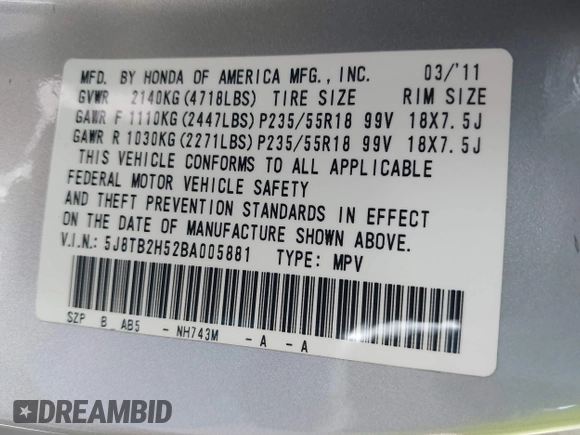 MFD. BY HONDA OF AMERICA MFG., INC. 03/'11
GVWR 2140KG(4718LBS) TIRE SIZE RIM SIZE
GAWR F 1110KG(2447LBS) P235/55R18 99V 18X7.5J
GAWR R 1030KG(2271LBS) P235/55R18 99V 18X7.5J
THIS VEHICLE CONFORMS TO ALL APPLICABLE
FEDERAL MOTOR VEHICLE SAFETY
AND THEFT PREVENTION STANDARDS IN EFFECT
ON THE DATE OF MANUFACTURE SHOWN ABOVE.
V.I.N.: 5J8TB2H52BA005881 TYPE: MPV
SZP B AB5 - NH743M - A - A
DREAMBID